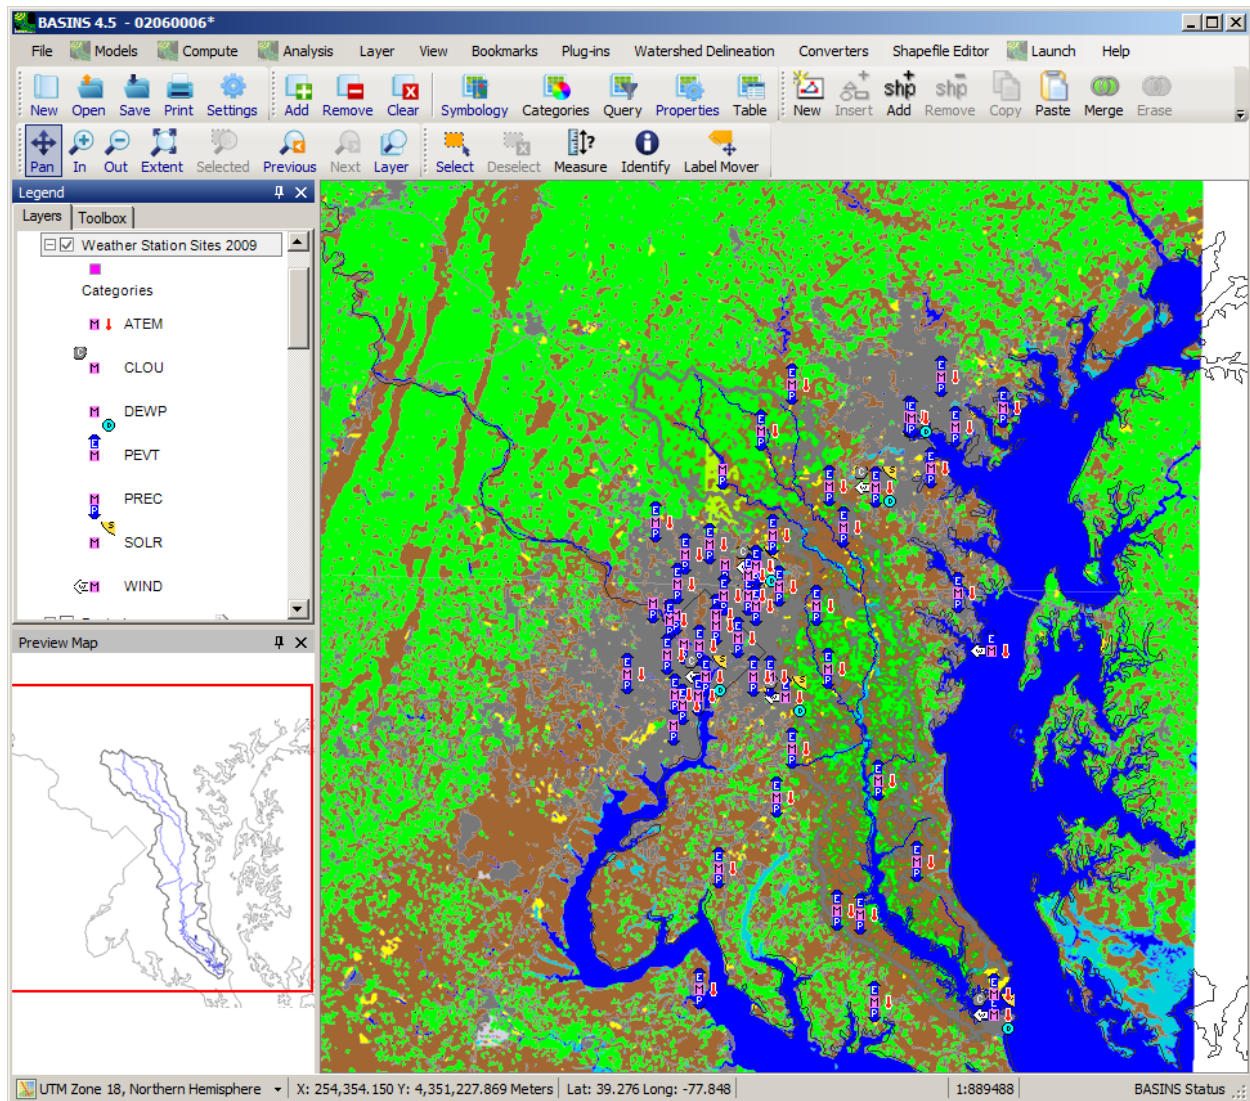 BASINS 4.5 - 02060006*
File Models Compute Analysis Layer View Bookmarks Plug-ins Watershed Delineation Converters Shapefile Editor Launch Help
New Open Save Print Settings Add Remove Clear Symbology Categories Query Properties Table New Insert Add Remove Copy Paste Merge Erase
Pan In Out Extent Selected Previous Next Layer Select Deselect Measure Identify Label Mover
Legend
Layers Toolbox
Weather Station Sites 2009
Categories
M ATEM
C
M CLOU
M DEWP
D
E
M PEVT
M PREC
P
S
M SOLR
M WIND
Preview Map
UTM Zone 18, Northern Hemisphere X: 254,354.150 Y: 4,351,227.869 Meters Lat: 39.276 Long: -77.848 1:889488 BASINS Status